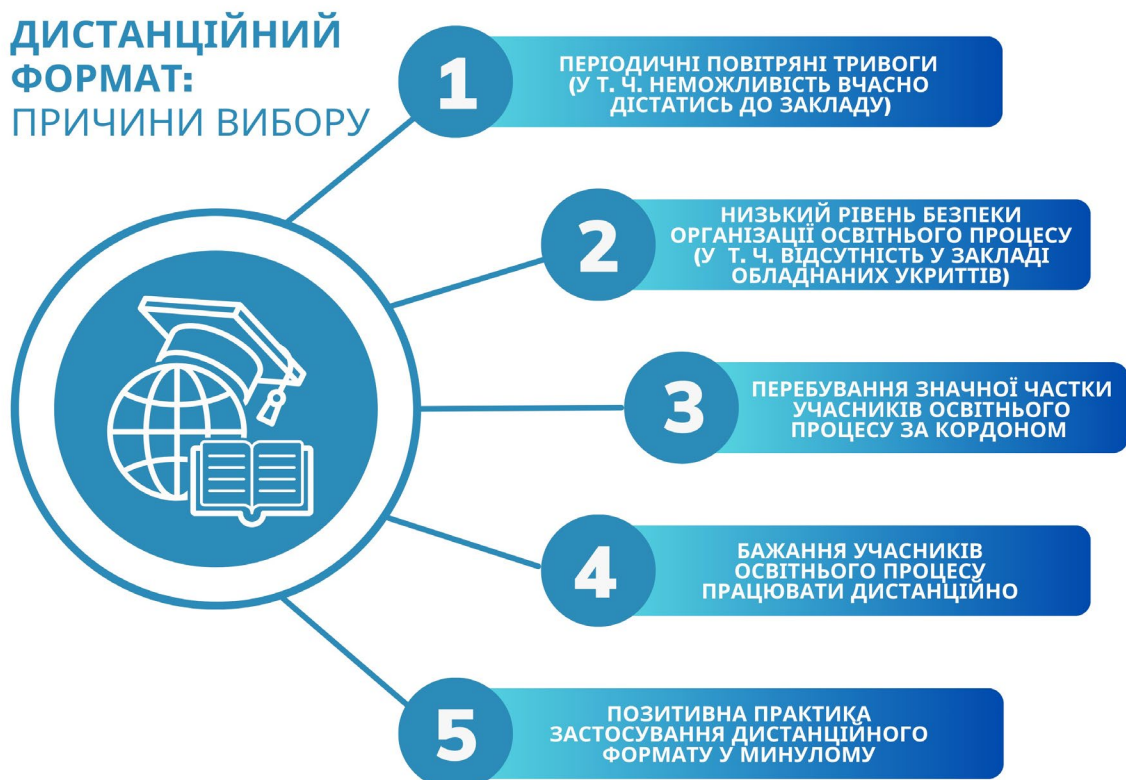 ДИСТАНЦІЙНИЙ
ФОРМАТ:
ПРИЧИНИ ВИБОРУ
1
ПЕРІОДИЧНІ ПОВІТРЯНІ ТРИВОГИ
(У Т. Ч. НЕМОЖЛИВІСТЬ ВЧАСНО
ДІСТАТИСЬ ДО ЗАКЛАДУ)
2
НИЗЬКИЙ РІВЕНЬ БЕЗПЕКИ
ОРГАНІЗАЦІЇ ОСВІТНЬОГО ПРОЦЕСУ
(У Т. Ч. ВІДСУТНІСТЬ У ЗАКЛАДІ
ОБЛАДНАНИХ УКРИТТІВ)
3
ПЕРЕБУВАННЯ ЗНАЧНОЇ ЧАСТКИ
УЧАСНИКІВ ОСВІТНЬОГО
ПРОЦЕСУ ЗА КОРДОНОМ
4
БАЖАННЯ УЧАСНИКІВ
ОСВІТНЬОГО ПРОЦЕСУ
ПРАЦЮВАТИ ДИСТАНЦІЙНО
5
ПОЗИТИВНА ПРАКТИКА
ЗАСТОСУВАННЯ ДИСТАНЦІЙНОГО
ФОРМАТУ У МИНУЛОМУ